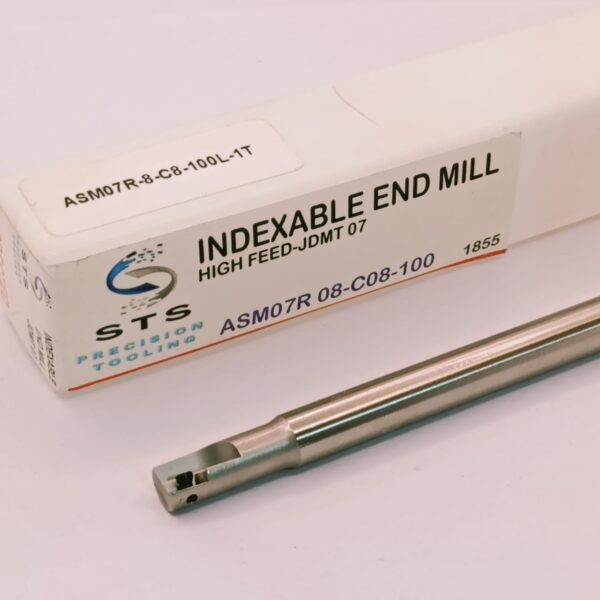 ASM07R-8-C8-100L-1T
INDEXABLE END MILL
HIGH FEED-JDMT 07
STS
PRECISION
TOOLING
ASM07R 08-C08-100
1855